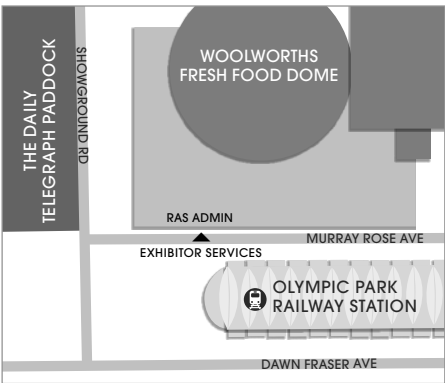 WOOLWORTHS
FRESH FOOD DOME
THE DAILY
TELEGRAPH PADDOCK
SHOWGROUND RD
RAS ADMIN
EXHIBITOR SERVICES
MURRAY ROSE AVE
OLYMPIC PARK
RAILWAY STATION
DAWN FRASER AVE